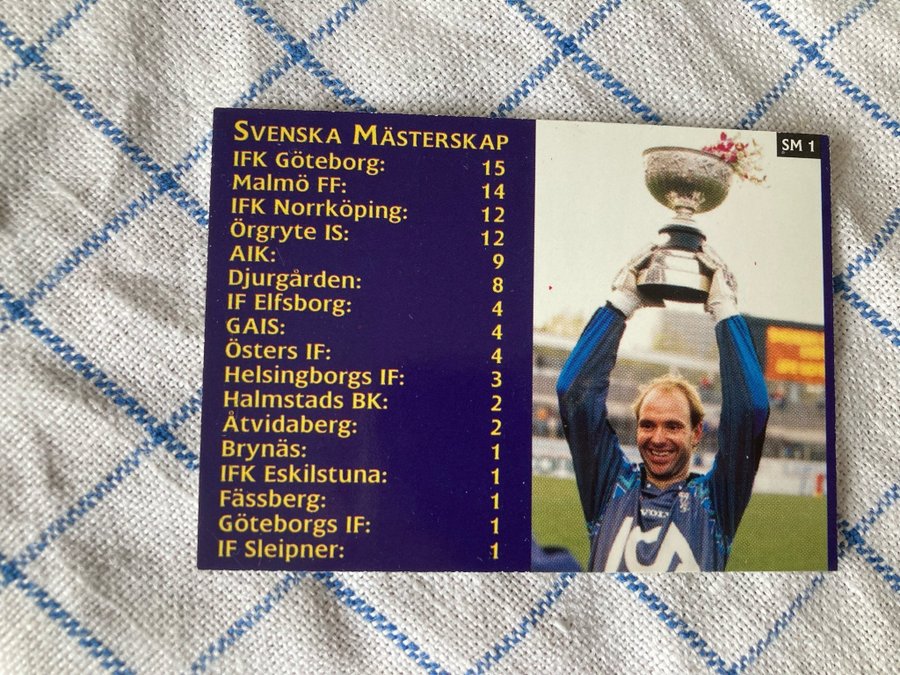 SVENSKA MÄSTERSKAP
IFK Göteborg: 15
Malmö FF: 14
IFK Norrköping: 12
Örgryte IS: 12
AIK: 9
Djurgården: 8
IF Elfsborg: 4
GAIS: 4
Östers IF: 4
Helsingborgs IF: 3
Halmstads BK: 2
Åtvidaberg: 2
Brynäs: 1
IFK Eskilstuna: 1
Fässberg: 1
Göteborgs IF: 1
IF Sleipner: 1
SM 1
VOLVO
ICA